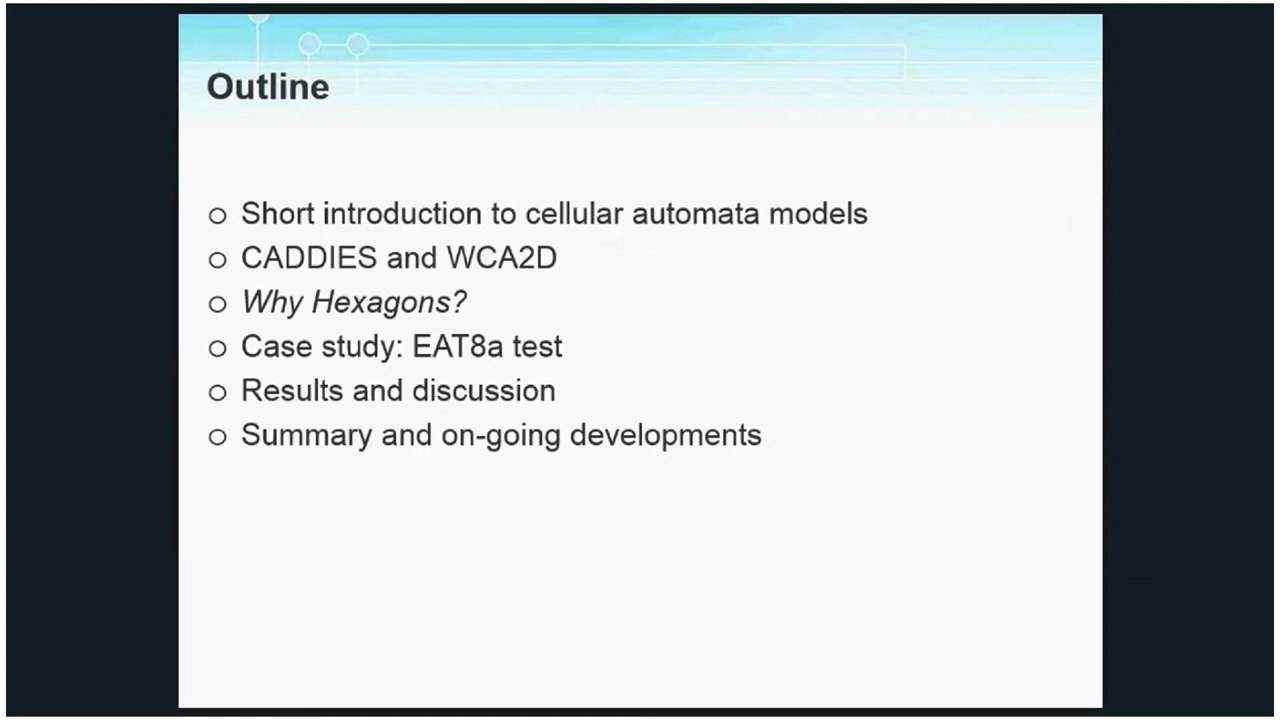 Outline
Short introduction to cellular automata models
CADDIES and WCA2D
Why Hexagons?
Case study: EAT8a test
Results and discussion
Summary and on-going developments